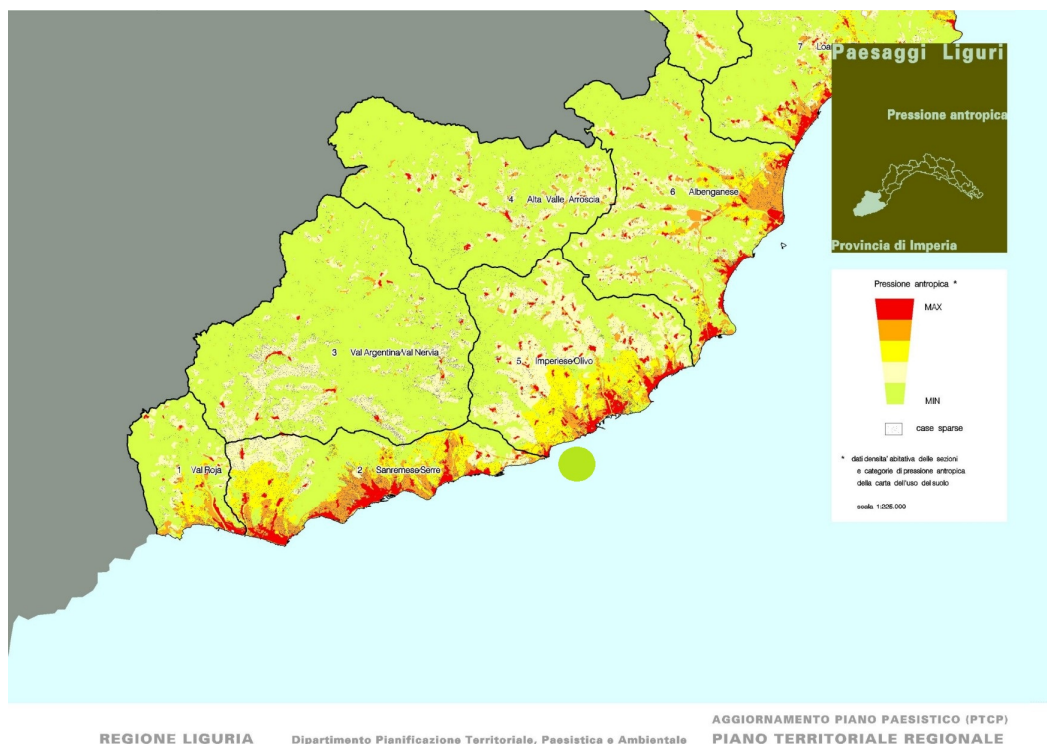 7 Loa
Paesaggi Liguri
Pressione antropica
6 Albenganese
4 Alta Valle Arroscia
Provincia di Imperia
Pressione antropica *
MAX
3 Val Argentina/Val Nervia
5 Imperiese-Olivo
MIN
case sparse
1 Val Roja
2 Sanremese-Serre
* dati densita' abitativa delle sezioni
e categorie di pressione antropica
della carta dell'uso del suolo
scala 1:225.000
AGGIORNAMENTO PIANO PAESISTICO (PTCP)
REGIONE LIGURIA Dipartimento Pianificazione Territoriale, Paesistica e Ambientale PIANO TERRITORIALE REGIONALE